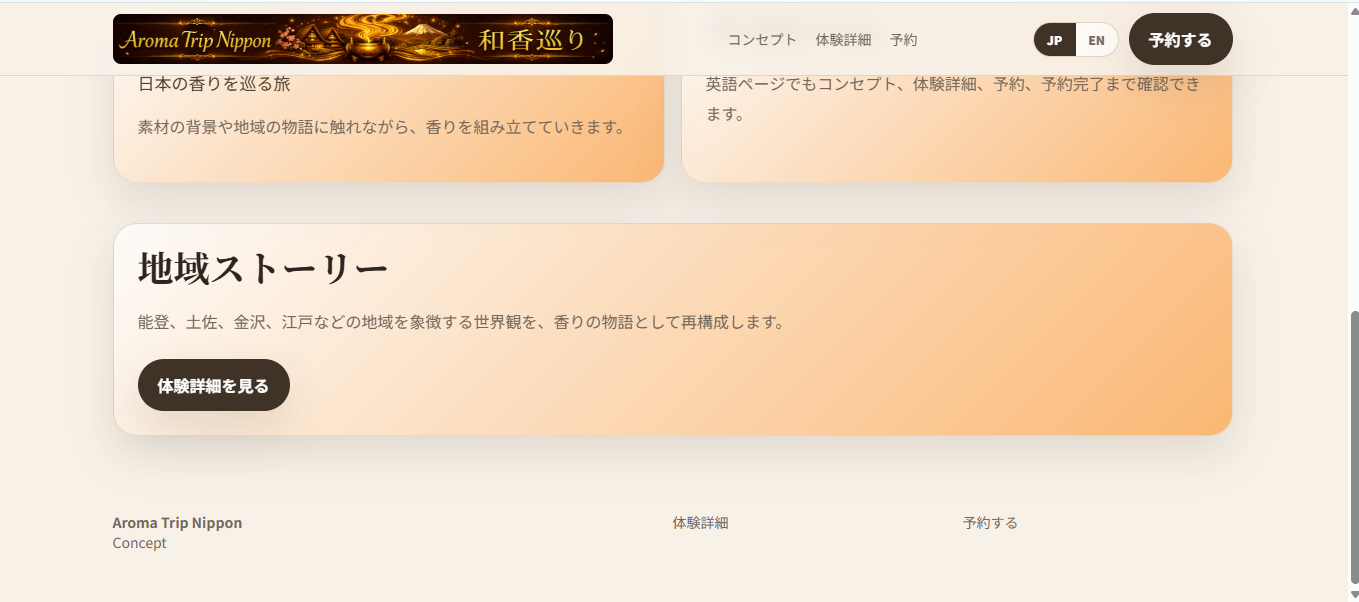 Aroma Trip Nippon 和香巡り
コンセプト 体験詳細 予約
JP EN
予約する
日本の香りを巡る旅
素材の背景や地域の物語に触れながら、香りを組み立てていきます。
英語ページでもコンセプト、体験詳細、予約、予約完了まで確認でき
ます。
地域ストーリー
能登、土佐、金沢、江戸などの地域を象徴する世界観を、香りの物語として再構成します。
体験詳細を見る
Aroma Trip Nippon
Concept
体験詳細
予約する